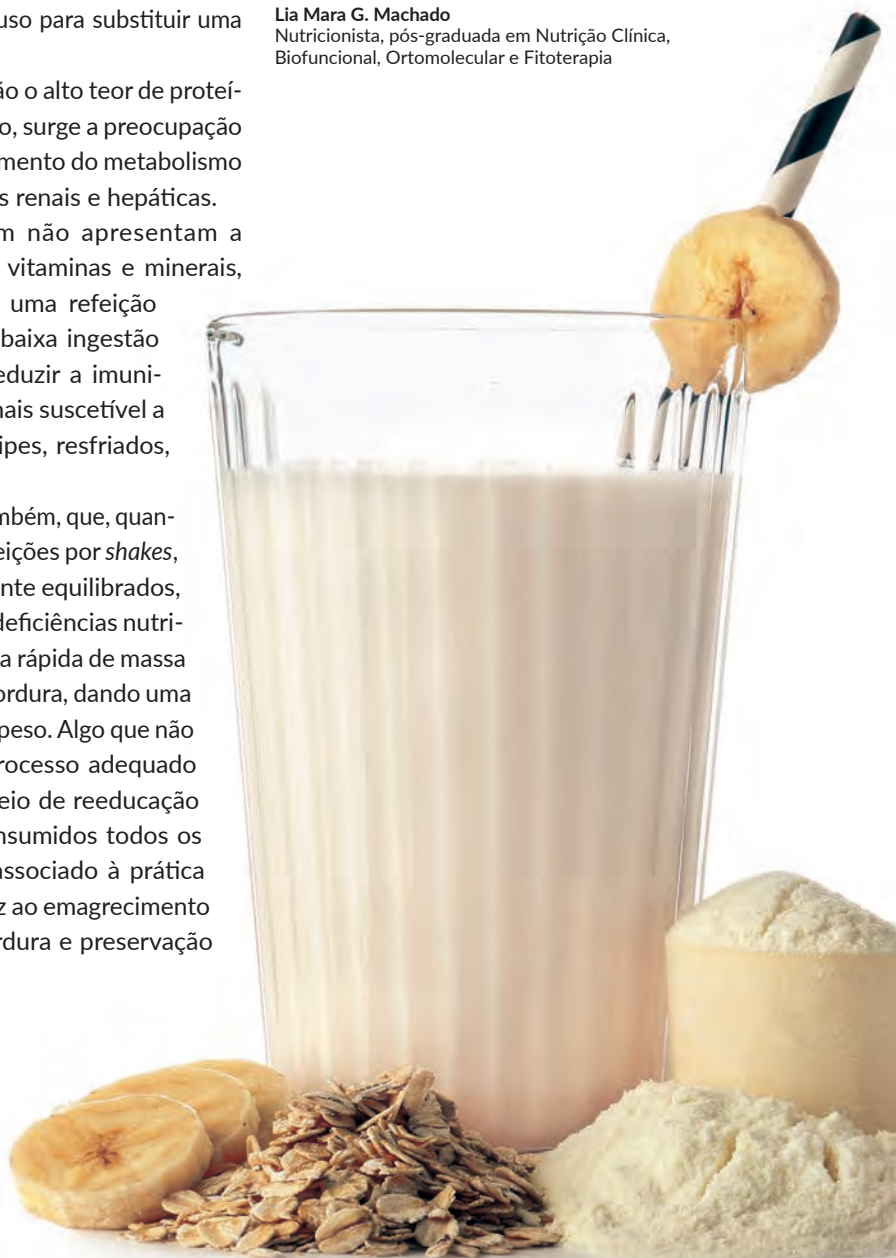 uso para substituir uma
ão o alto teor de proteí-
o, surge a preocupação
mento do metabolismo
s renais e hepáticas.
m não apresentam a
vitaminas e minerais,
uma refeição
baixa ingestão
eduzir a imuni-
nais suscetível a
ipes, resfriados,
mbém, que, quan-
eições por shakes,
nte equilibrados,
deficiências nutri-
a rápida de massa
ordura, dando uma
peso. Algo que não
rocesso adequado
eio de reeducação
nsumidos todos os
associado à prática
z ao emagrecimento
rdura e preservação
Lia Mara G. Machado
Nutricionista, pós-graduada em Nutrição Clínica,
Biofuncional, Ortomolecular e Fitoterapia